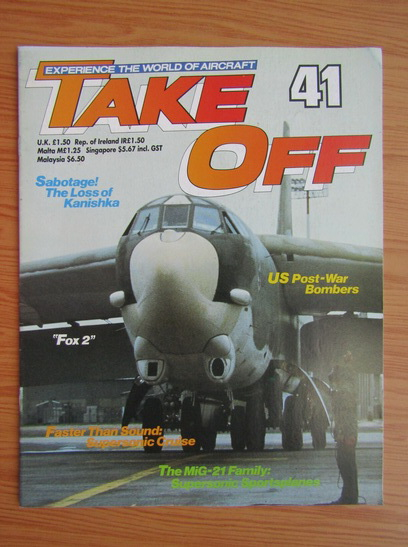 EXPERIENCE THE WORLD OF AIRCRAFT
TAKE
OFF
41
U.K. £1.50 Rep. of Ireland IR£1.50
Malta M£1.25 Singapore $5.67 incl. GST
Malaysia $6.50
Sabotage!
The Loss of
Kanishka
US Post-War
Bombers
"Fox 2"
Faster Than Sound:
Supersonic Cruise
The MiG-21 Family:
Supersonic Sportsplanes